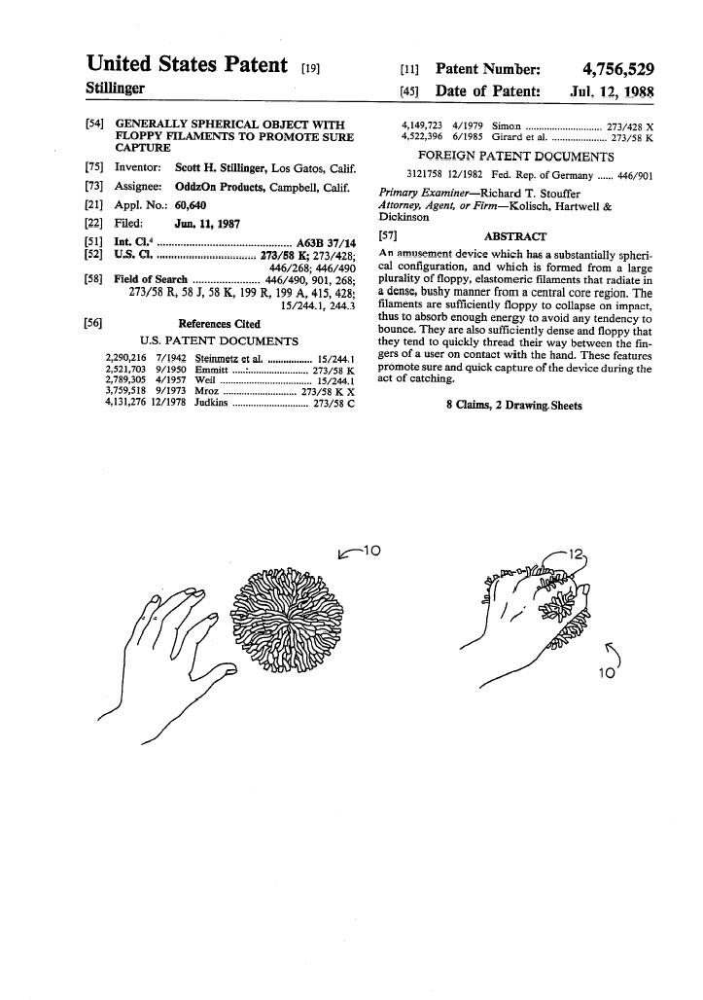 United States Patent [19]
Stillinger
[11] Patent Number: 4,756,529
[45] Date of Patent: Jul. 12, 1988
[54] GENERALLY SPHERICAL OBJECT WITH
FLOPPY FILAMENTS TO PROMOTE SURE
CAPTURE
[75] Inventor: Scott H. Stillinger, Los Gatos, Calif.
[73] Assignee: OddzOn Products, Campbell, Calif.
[21] Appl. No.: 60,640
[22] Filed: Jun. 11, 1987
[51] Int. Cl.⁴ ............................................ A63B 37/14
[52] U.S. Cl. .................................. 273/58 K; 273/428;
446/268; 446/490
[58] Field of Search ...................... 446/490, 901, 268;
273/58 R, 58 J, 58 K, 199 R, 199 A, 415, 428;
15/244.1, 244.3
[56] References Cited
U.S. PATENT DOCUMENTS
2,290,216 7/1942 Steinmetz et al. ................. 15/244.1
2,521,703 9/1950 Emmitt ............................. 273/58 K
2,789,305 4/1957 Weil .................................. 15/244.1
3,759,518 9/1973 Mroz ............................ 273/58 K X
4,131,276 12/1978 Judkins ............................ 273/58 C
4,149,723 4/1979 Simon ............................ 273/428 X
4,522,396 6/1985 Girard et al. .................... 273/58 K
FOREIGN PATENT DOCUMENTS
3121758 12/1982 Fed. Rep. of Germany ...... 446/901
Primary Examiner—Richard T. Stouffer
Attorney, Agent, or Firm—Kolisch, Hartwell &
Dickinson
[57] ABSTRACT
An amusement device which has a substantially spheri-
cal configuration, and which is formed from a large
plurality of floppy, elastomeric filaments that radiate in
a dense, bushy manner from a central core region. The
filaments are sufficiently floppy to collapse on impact,
thus to absorb enough energy to avoid any tendency to
bounce. They are also sufficiently dense and floppy that
they tend to quickly thread their way between the fin-
gers of a user on contact with the hand. These features
promote sure and quick capture of the device during the
act of catching.
8 Claims, 2 Drawing Sheets
10
12
10